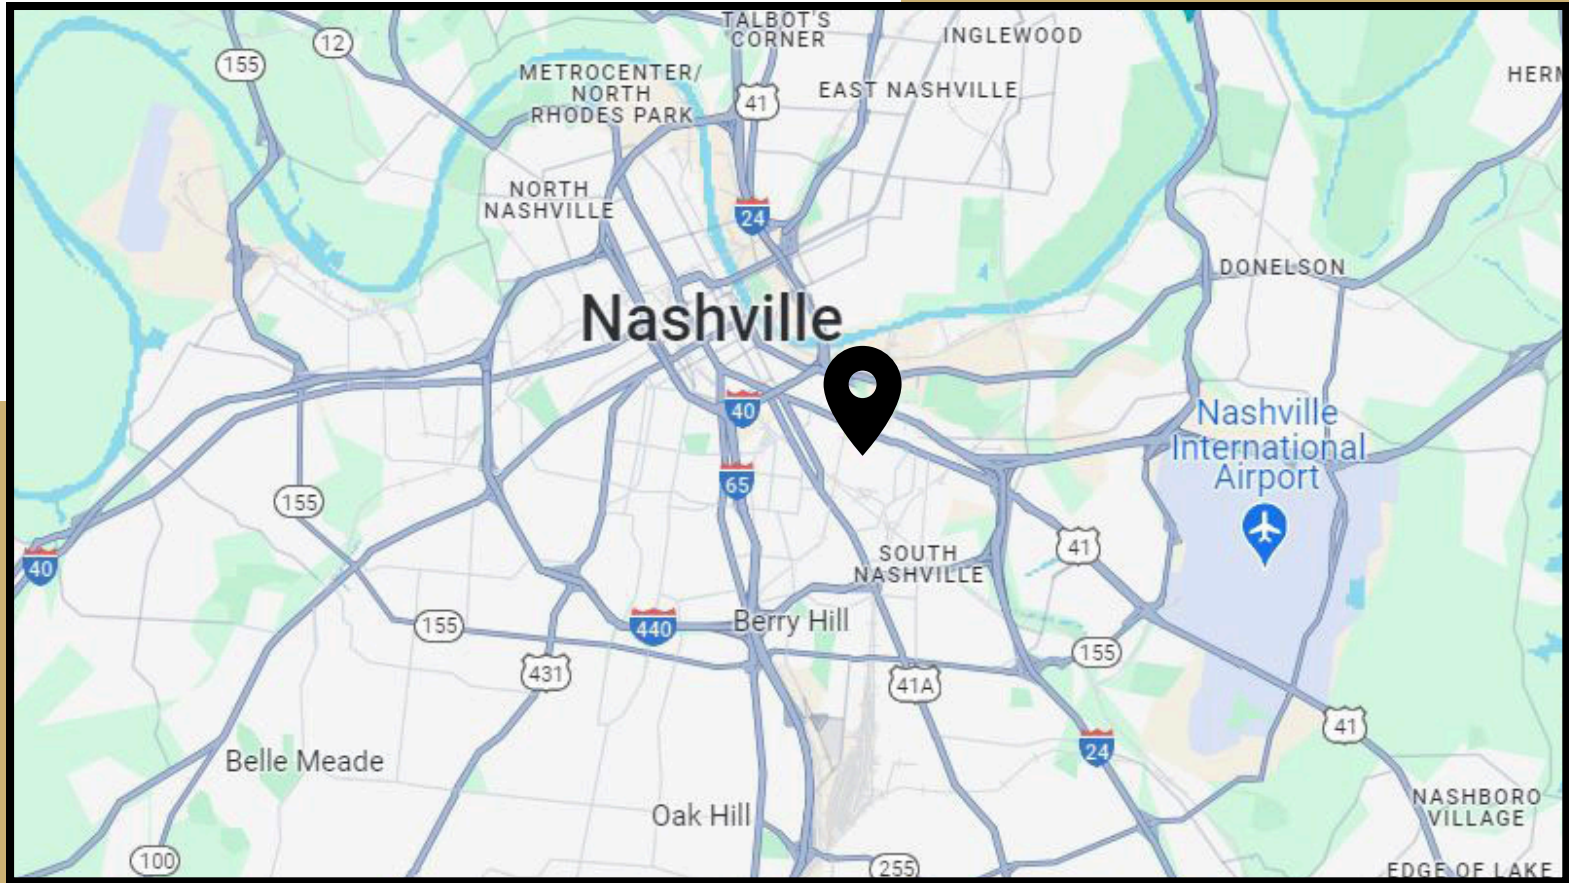 TALBOT'S
CORNER
INGLEWOOD
12
155
METROCENTER/
NORTH
RHODES PARK
41
EAST NASHVILLE
NORTH
NASHVILLE
24
DONELSON
Nashville
40
Nashville
International
Airport
65
155
40
41
SOUTH
NASHVILLE
155
440
Berry Hill
155
431
41A
41
24
Belle Meade
Oak Hill
NASHBORO
VILLAGE
100
255
EDGE OF LAKE